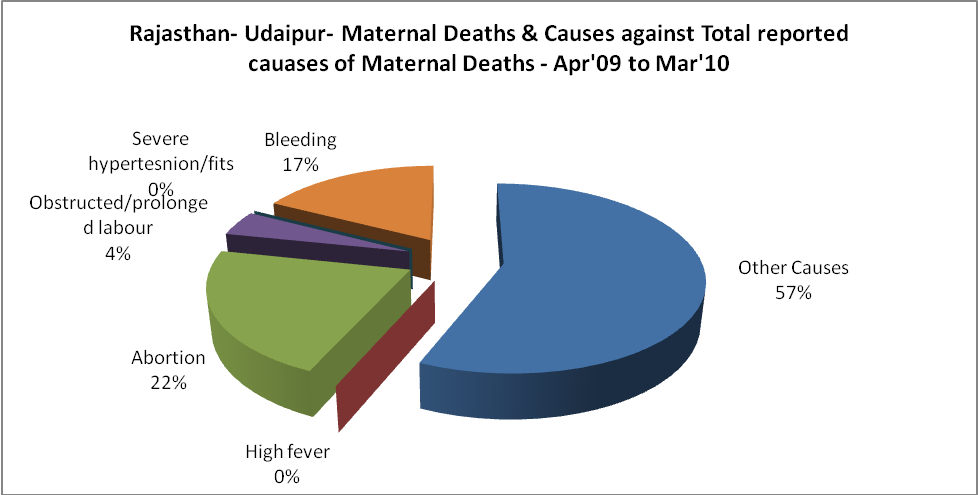 Rajasthan- Udaipur- Maternal Deaths & Causes against Total reported
cauases of Maternal Deaths - Apr'09 to Mar'10
Severe
hypertesnion/fits
0%
Bleeding
17%
Obstructed/prolonge
d labour
4%
Other Causes
57%
Abortion
22%
High fever
0%